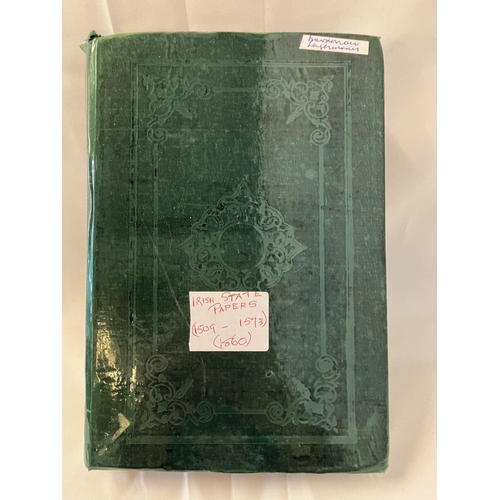 IRISH STATE
PAPERS
(1509 - 1573)
(1860)